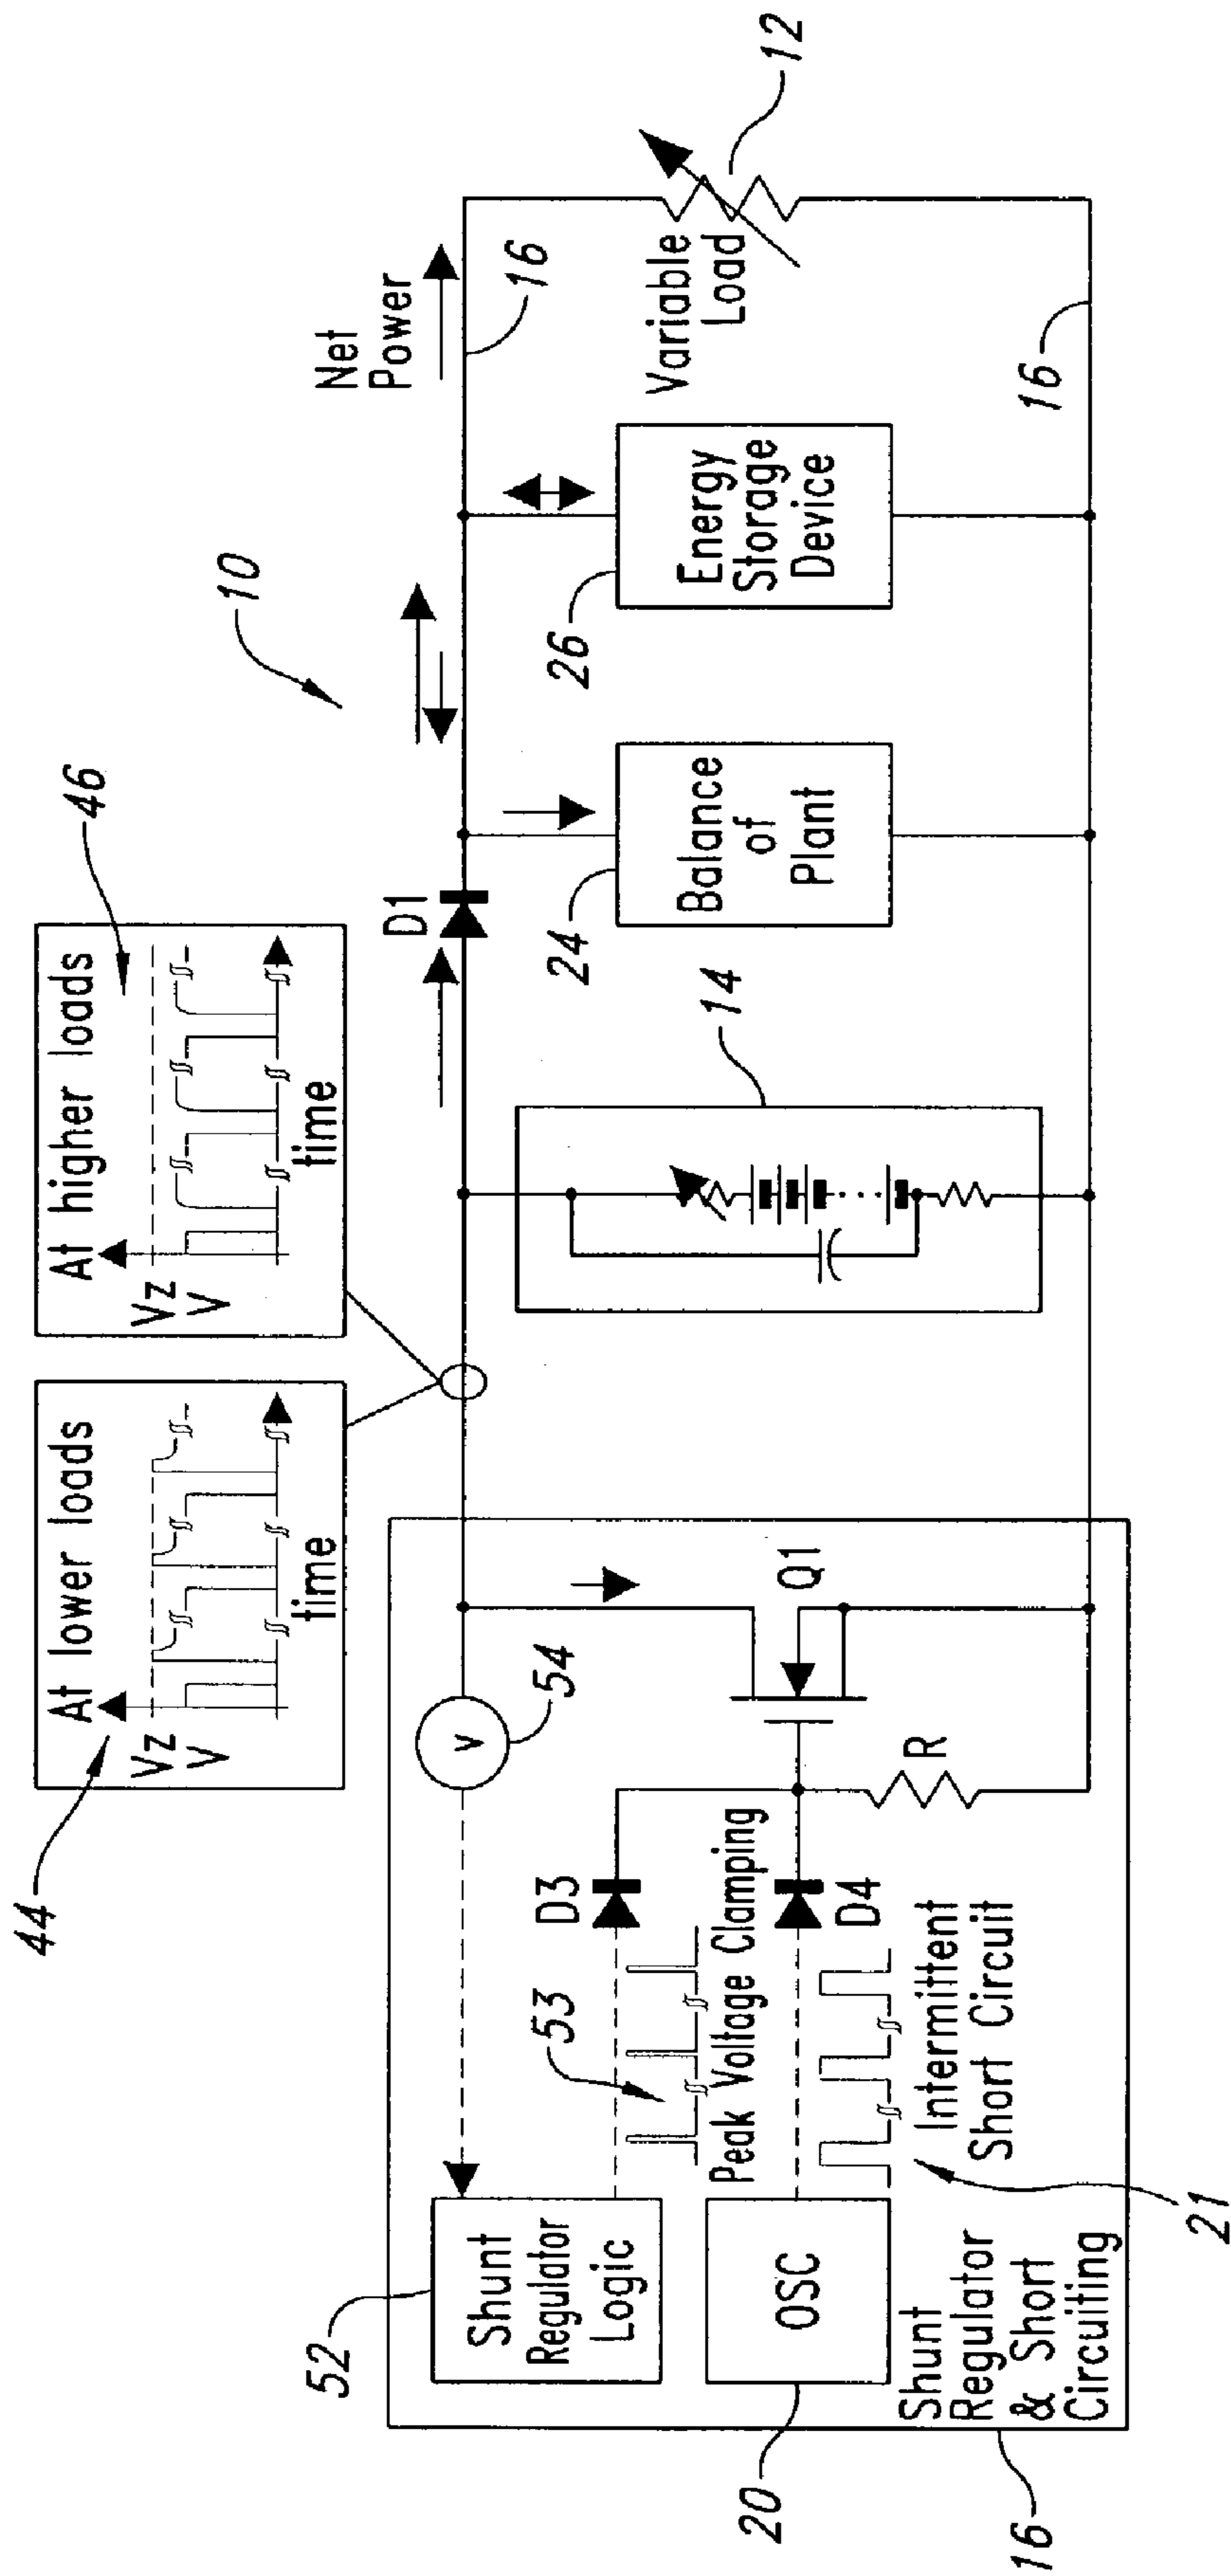 44
At lower loads
Vz
V
time
At higher loads
Vz
V
time
46
10
Net
Power
16
12
Variable
Load
16
26
Energy
Storage
Device
24
Balance
of
Plant
D1
14
54
V
Q1
R
D3
53
Peak Voltage Clamping
D4
Intermittent
Short Circuit
21
52
Shunt
Regulator
Logic
OSC
20
Shunt
Regulator
& Short
Circuiting
16